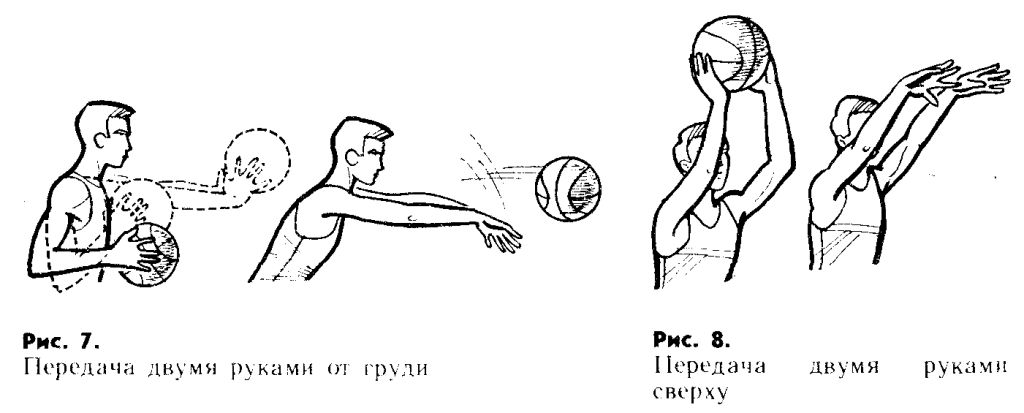 Рис. 7.
Передача двумя руками от груди
Рис. 8.
Передача двумя руками
сверху